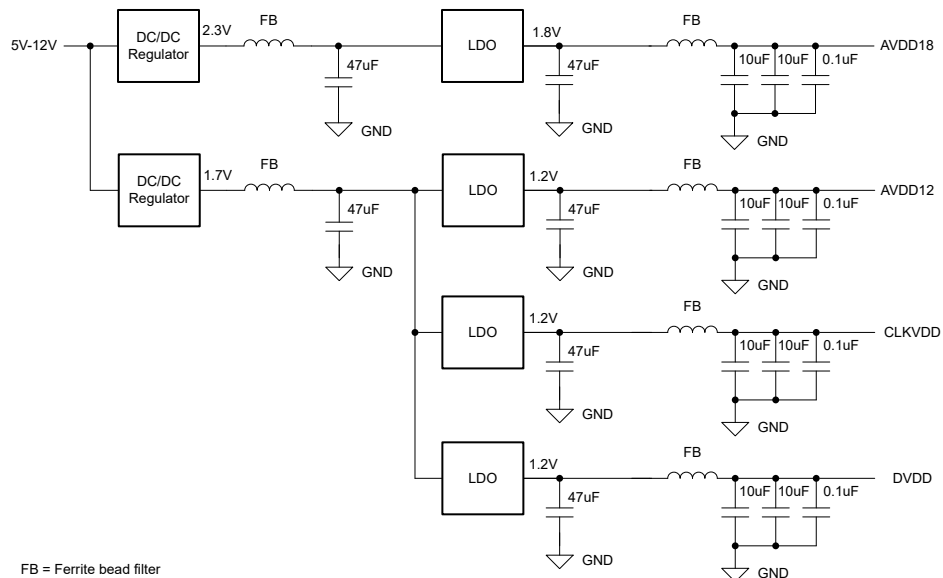 FB
FB
5V-12V
DC/DC
Regulator
2.3V
LDO
1.8V
AVDD18
47uF
47uF
10uF
10uF
0.1uF
GND
GND
GND
FB
FB
DC/DC
Regulator
1.7V
LDO
1.2V
AVDD12
47uF
47uF
10uF
10uF
0.1uF
GND
GND
GND
FB
LDO
1.2V
CLKVDD
47uF
10uF
10uF
0.1uF
GND
GND
FB
LDO
1.2V
DVDD
47uF
10uF
10uF
0.1uF
GND
GND
FB = Ferrite bead filter